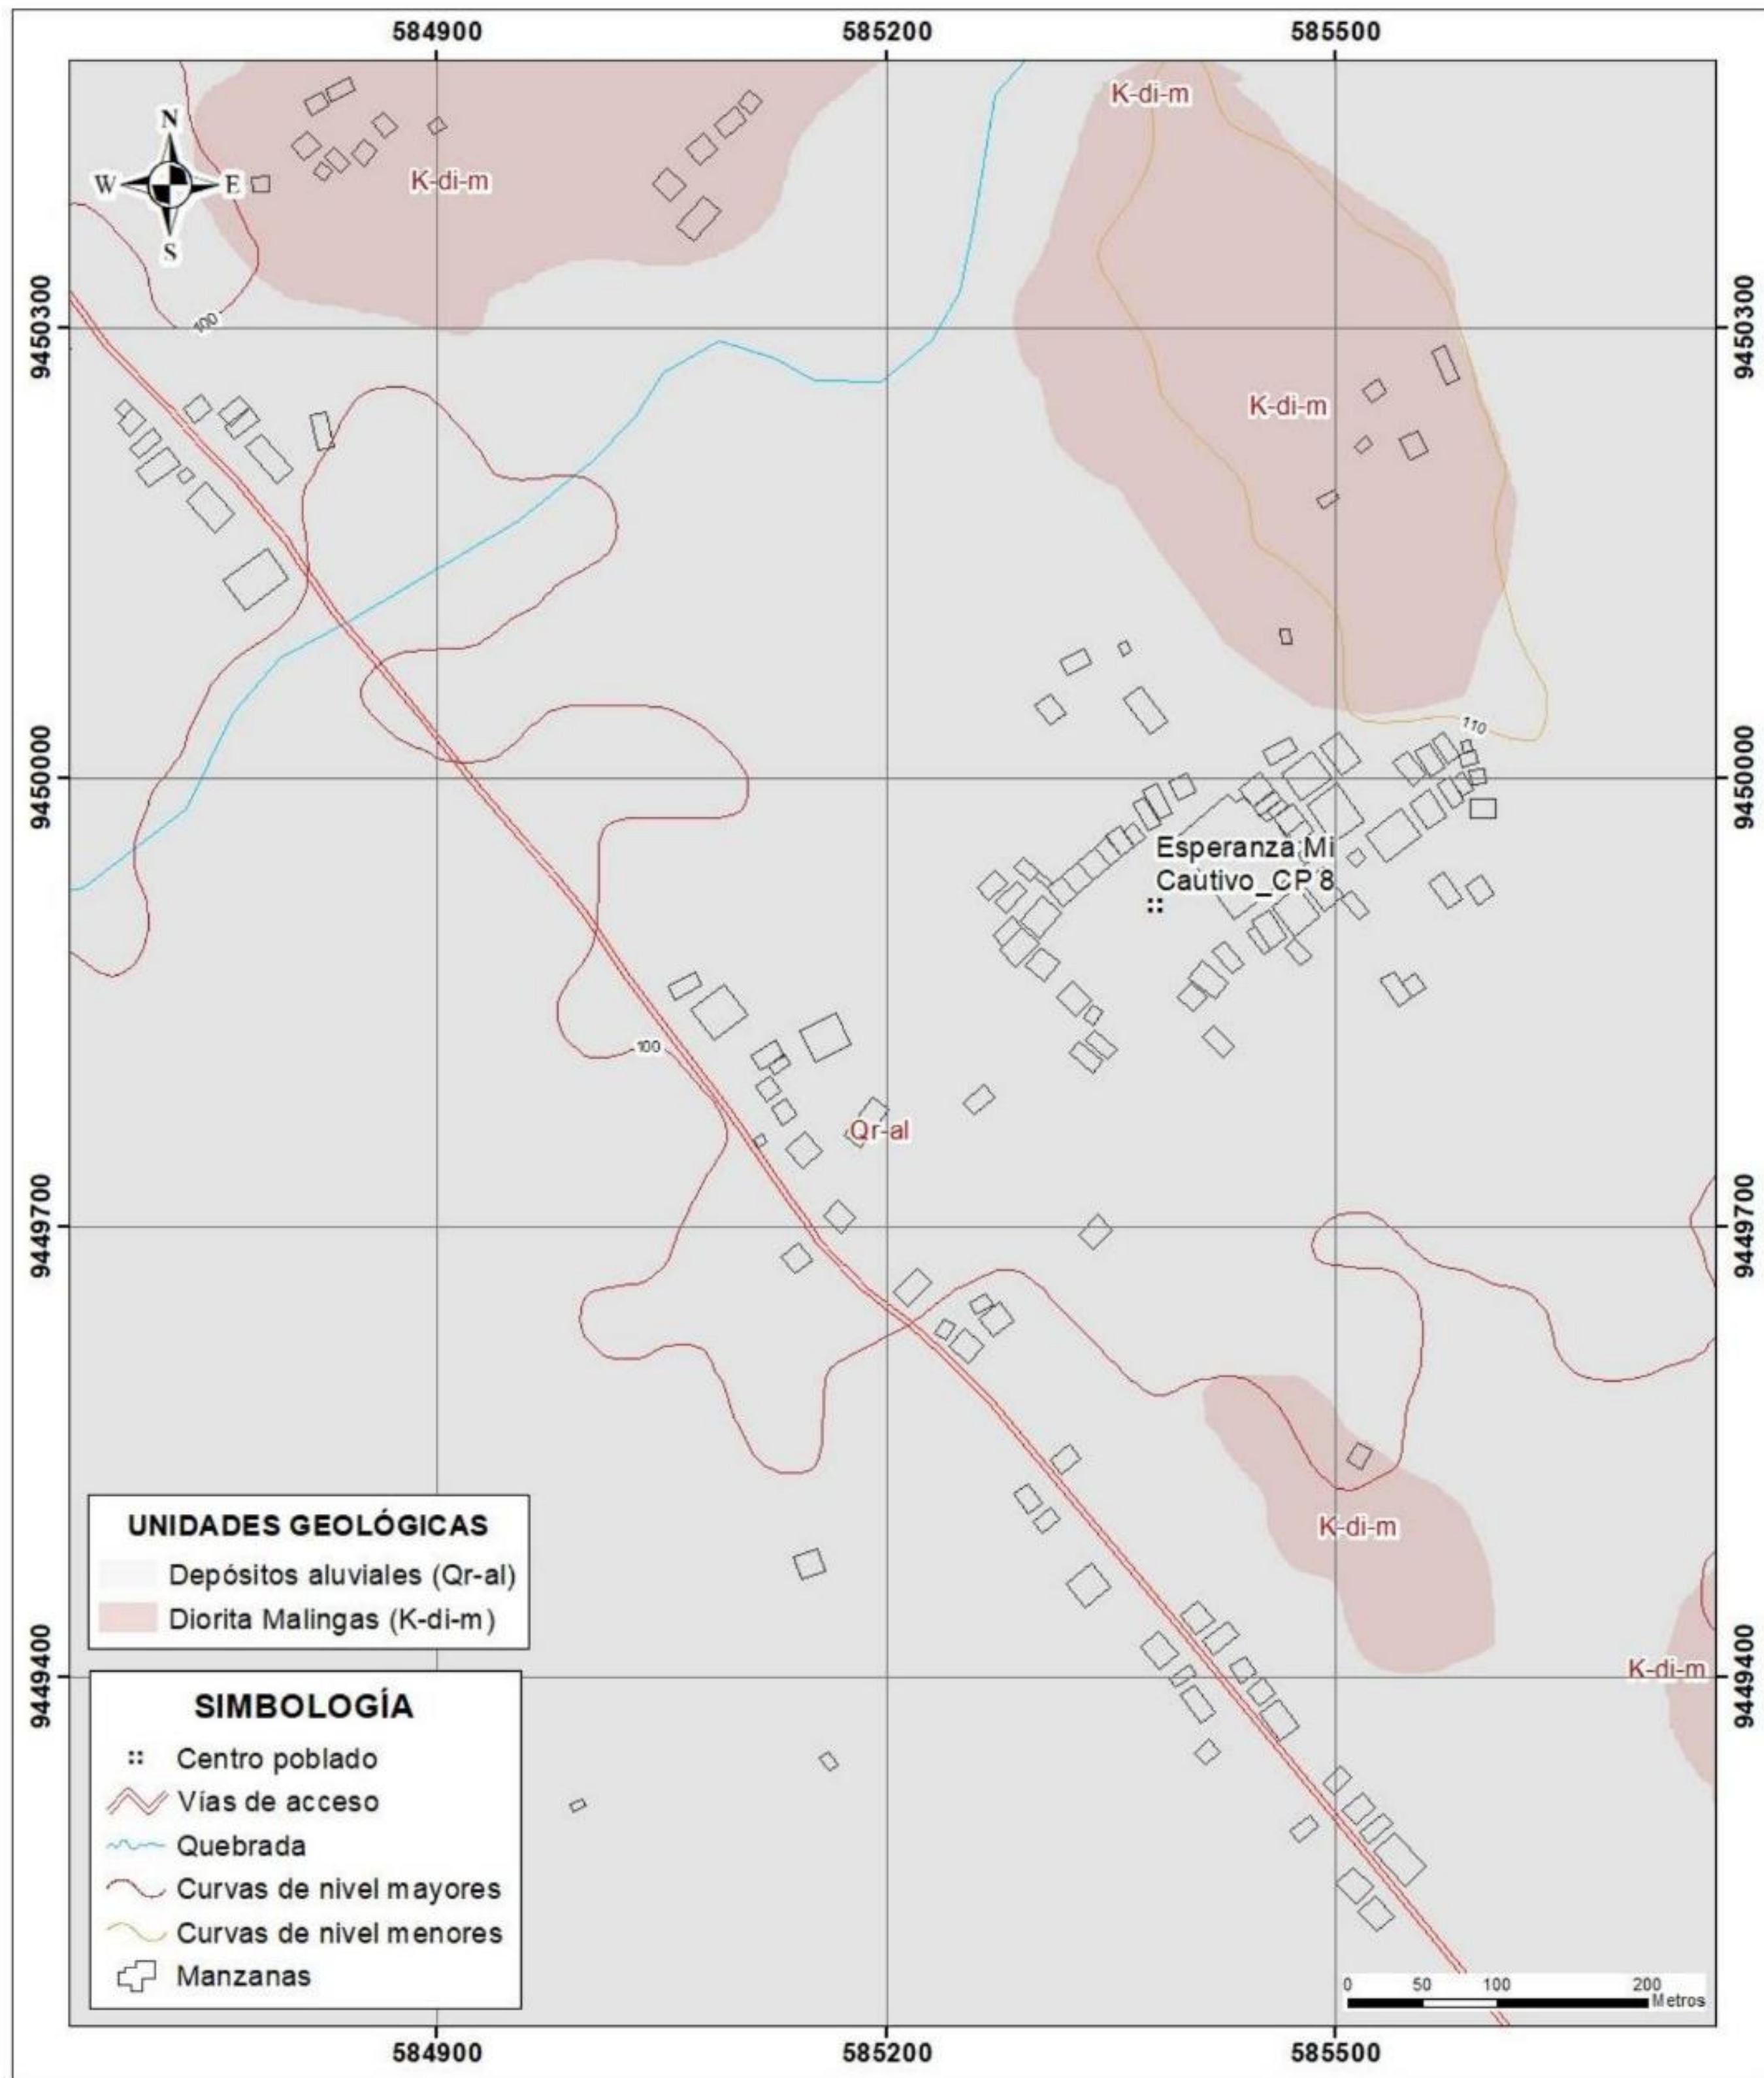 584900 585200 585500
K-di-m
N
W E
K-di-m
S
9450300 9450300
100
K-di-m
110
9450000 9450000
Esperanza Mi
Cautivo_CP 8
100
Qr-al
9449700 9449700
UNIDADES GEOLÓGICAS
Depósitos aluviales (Qr-al)
Diorita Malingas (K-di-m)
K-di-m
9449400 9449400
K-di-m
SIMBOLOGÍA
Centro poblado
Vías de acceso
Quebrada
Curvas de nivel mayores
Curvas de nivel menores
Manzanas
0 50 100 200
Metros
584900 585200 585500